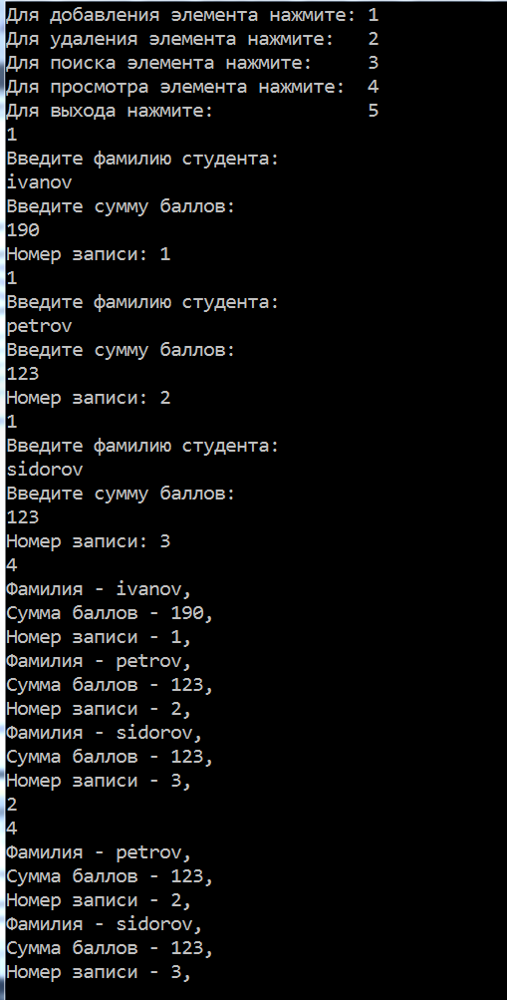 Для добавления элемента нажмите: 1
Для удаления элемента нажмите: 2
Для поиска элемента нажмите: 3
Для просмотра элемента нажмите: 4
Для выхода нажмите: 5
1
Введите фамилию студента:
ivanov
Введите сумму баллов:
190
Номер записи: 1
1
Введите фамилию студента:
petrov
Введите сумму баллов:
123
Номер записи: 2
1
Введите фамилию студента:
sidorov
Введите сумму баллов:
123
Номер записи: 3
4
Фамилия - ivanov,
Сумма баллов - 190,
Номер записи - 1,
Фамилия - petrov,
Сумма баллов - 123,
Номер записи - 2,
Фамилия - sidorov,
Сумма баллов - 123,
Номер записи - 3,
2
4
Фамилия - petrov,
Сумма баллов - 123,
Номер записи - 2,
Фамилия - sidorov,
Сумма баллов - 123,
Номер записи - 3,